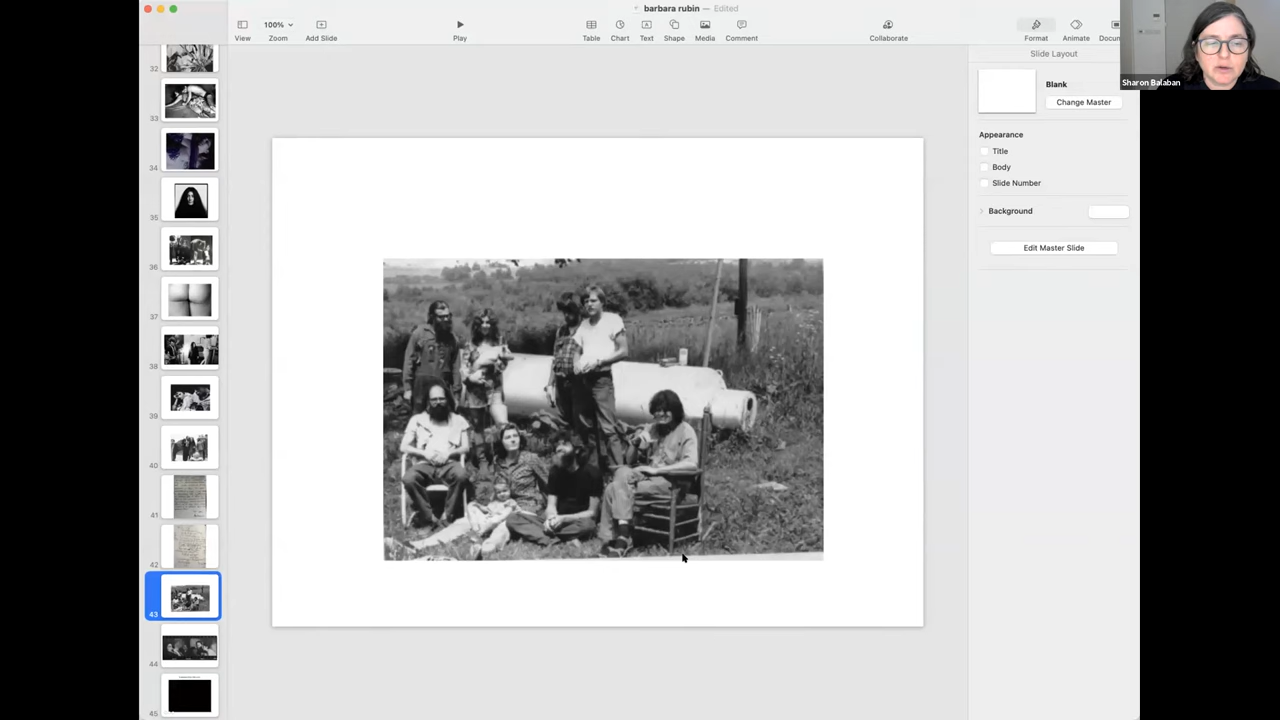 barbara rubin — Edited
100%
View
Zoom
Add Slide
Play
Table
Chart
Text
Shape
Media
Comment
Collaborate
Format
Animate
Docum
Slide Layout
Sharon Balaban
Blank
Change Master
Appearance
Title
Body
Slide Number
Background
Edit Master Slide
32
33
34
35
36
37
38
39
40
41
42
43
44
45